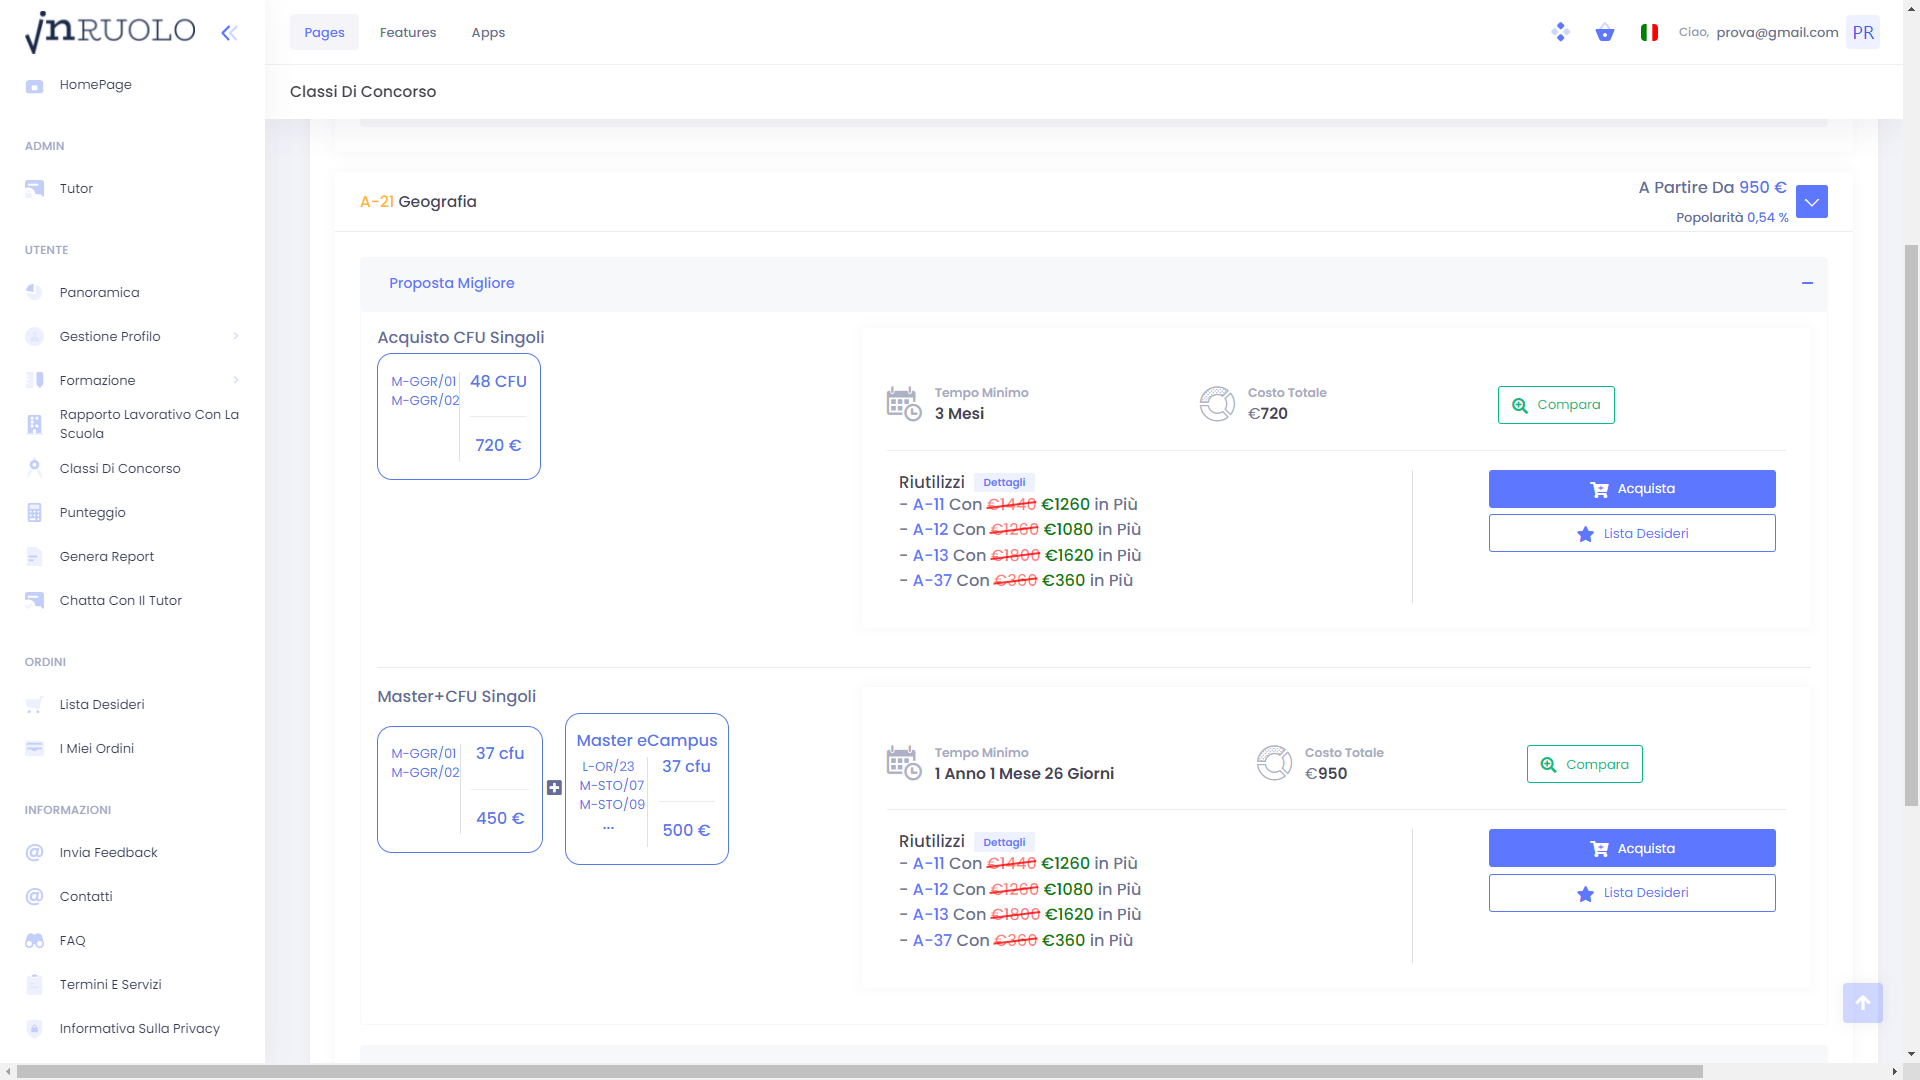 inRUOLO
HomePage
ADMIN
Tutor
UTENTE
Panoramica
Gestione Profilo
Formazione
Rapporto Lavorativo Con La
Scuola
Classi Di Concorso
Punteggio
Genera Report
Chatta Con Il Tutor
ORDINI
Lista Desideri
I Miei Ordini
INFORMAZIONI
Invia Feedback
Contatti
FAQ
Termini E Servizi
Informativa Sulla Privacy
Pages
Features
Apps
Ciao, prova@gmail.com
PR
Classi Di Concorso
A-21 Geografia
A Partire Da 950 €
Popolarità 0,54 %
Proposta Migliore
Acquisto CFU Singoli
M-GGR/01
M-GGR/02
48 CFU
720 €
Tempo Minimo
3 Mesi
Costo Totale
€720
Compara
Riutilizzi Dettagli
- A-11 Con €1440 €1260 in Più
- A-12 Con €1260 €1080 in Più
- A-13 Con €1800 €1620 in Più
- A-37 Con €360 €360 in Più
Acquista
Lista Desideri
Master+CFU Singoli
M-GGR/01
M-GGR/02
37 cfu
450 €
Master eCampus
L-OR/23
M-STO/07
M-STO/09
...
37 cfu
500 €
Tempo Minimo
1 Anno 1 Mese 26 Giorni
Costo Totale
€950
Compara
Riutilizzi Dettagli
- A-11 Con €1440 €1260 in Più
- A-12 Con €1260 €1080 in Più
- A-13 Con €1800 €1620 in Più
- A-37 Con €360 €360 in Più
Acquista
Lista Desideri